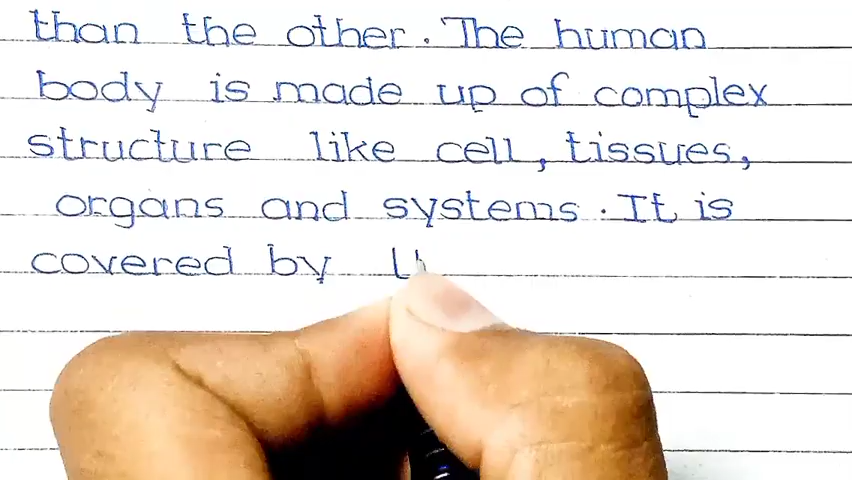 than the other. The human
body is made up of complex
structure like cell, tissues,
organs and systems. It is
covered by